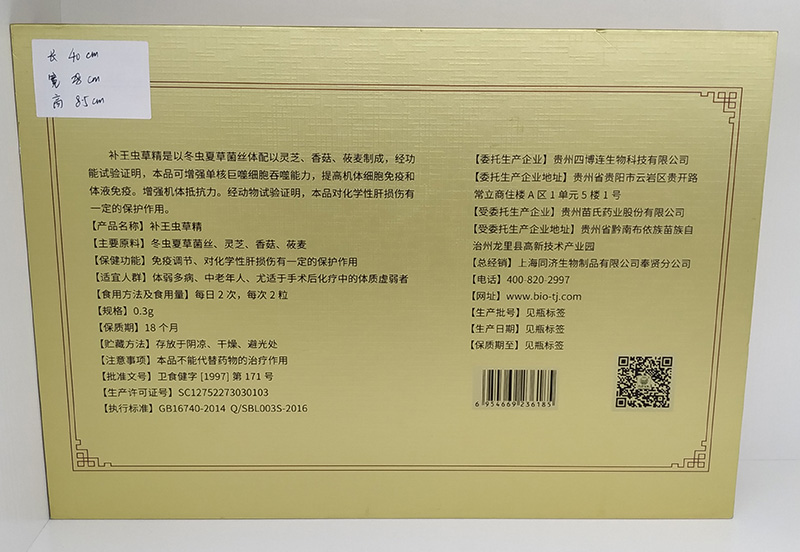 长 40cm
宽 28cm
高 8.5cm
补王虫草精是以冬虫夏草菌丝体配以灵芝、香菇、莜麦制成，经功
能试验证明，本品可增强单核巨噬细胞吞噬能力，提高机体细胞免疫和
体液免疫。增强机体抵抗力。经动物试验证明，本品对化学性肝损伤有
一定的保护作用。
【产品名称】补王虫草精
【主要原料】冬虫夏草菌丝、灵芝、香菇、莜麦
【保健功能】免疫调节、对化学性肝损伤有一定的保护作用
【适宜人群】体弱多病、中老年人、尤适于手术后化疗中的体质虚弱者
【食用方法及食用量】每日2次，每次2粒
【规格】0.3g
【保质期】18个月
【贮藏方法】存放于阴凉、干燥、避光处
【注意事项】本品不能代替药物的治疗作用
【批准文号】卫食健字[1997]第171号
【生产许可证号】SC12752273030103
【执行标准】GB16740-2014 Q/SBL003S-2016
【委托生产企业】贵州四博连生物科技有限公司
【委托生产企业地址】贵州省贵阳市云岩区贵开路
常立商住楼A区1单元5楼1号
【受委托生产企业】贵州苗氏药业股份有限公司
【受委托生产企业地址】贵州省黔南布依族苗族自
治州龙里县高新技术产业园
【总经销】上海同济生物制品有限公司奉贤分公司
【电话】400-820-2997
【网址】www.bio-tj.com
【生产批号】见瓶标签
【生产日期】见瓶标签
【保质期至】见瓶标签
6 954669 236185